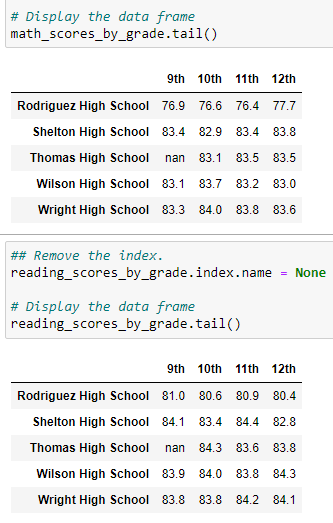 # Display the data frame
math_scores_by_grade.tail()
9th 10th 11th 12th
Rodriguez High School 76.9 76.6 76.4 77.7
Shelton High School 83.4 82.9 83.4 83.8
Thomas High School nan 83.1 83.5 83.5
Wilson High School 83.1 83.7 83.2 83.0
Wright High School 83.3 84.0 83.8 83.6
## Remove the index.
reading_scores_by_grade.index.name = None
# Display the data frame
reading_scores_by_grade.tail()
9th 10th 11th 12th
Rodriguez High School 81.0 80.6 80.9 80.4
Shelton High School 84.1 83.4 84.4 82.8
Thomas High School nan 84.3 83.6 83.8
Wilson High School 83.9 84.0 83.8 84.3
Wright High School 83.8 83.8 84.2 84.1